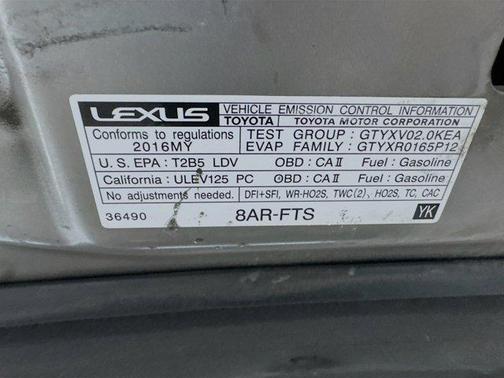 LEXUS VEHICLE EMISSION CONTROL INFORMATION
TOYOTA TOYOTA MOTOR CORPORATION
Conforms to regulations
2016MY
TEST GROUP : GTYXV02.0KEA
EVAP FAMILY : GTYXR0165P12
U.S. EPA : T2B5 LDV OBD : CA II Fuel : Gasoline
California : ULEV125 PC OBD : CA II Fuel : Gasoline
No adjustments needed. DFI+SFI, WR-HO2S, TWC(2), HO2S, TC, CAC
36490 8AR-FTS YK